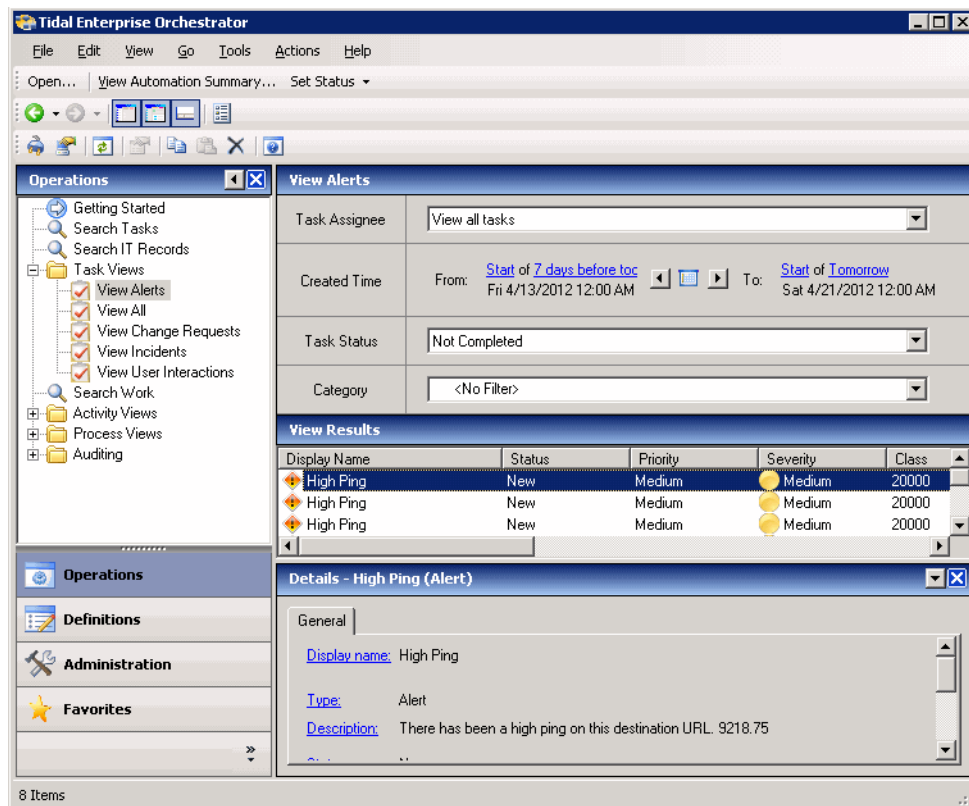 Tidal Enterprise Orchestrator
File Edit View Go Tools Actions Help
Open... View Automation Summary... Set Status
Operations
Getting Started
Search Tasks
Search IT Records
Task Views
View Alerts
View All
View Change Requests
View Incidents
View User Interactions
Search Work
Activity Views
Process Views
Auditing
Operations
Definitions
Administration
Favorites
View Alerts
Task Assignee View all tasks
Created Time From: Start of 7 days before toc To: Start of Tomorrow
Fri 4/13/2012 12:00 AM Sat 4/21/2012 12:00 AM
Task Status Not Completed
Category <No Filter>
View Results
Display Name Status Priority Severity Class
High Ping New Medium Medium 20000
High Ping New Medium Medium 20000
High Ping New Medium Medium 20000
Details - High Ping (Alert)
General
Display name: High Ping
Type: Alert
Description: There has been a high ping on this destination URL. 9218.75
8 Items